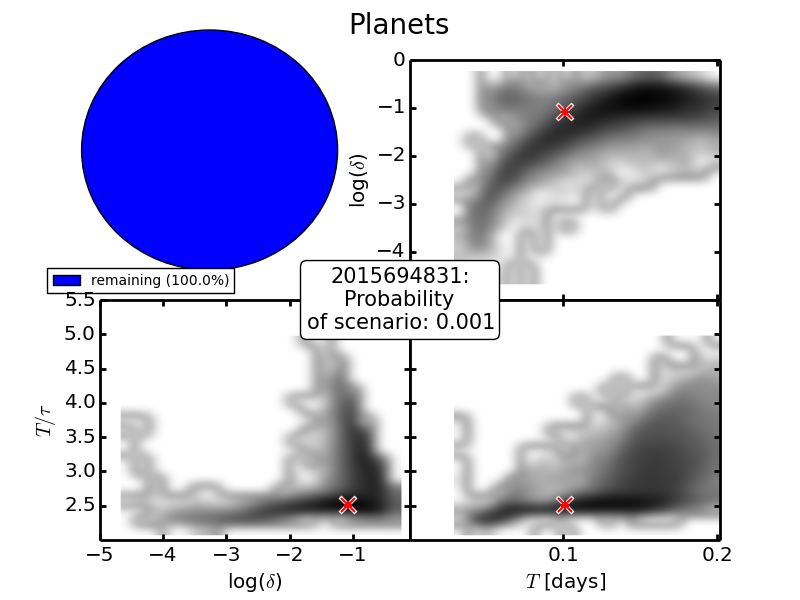 Planets
0
−1
−2
−3
−4
log(δ)
remaining (100.0%)
2015694831:
Probability
of scenario: 0.001
5.5
5.0
4.5
4.0
3.5
3.0
2.5
T/τ
−5
−4
−3
−2
−1
0.1
0.2
log(δ)
T [days]